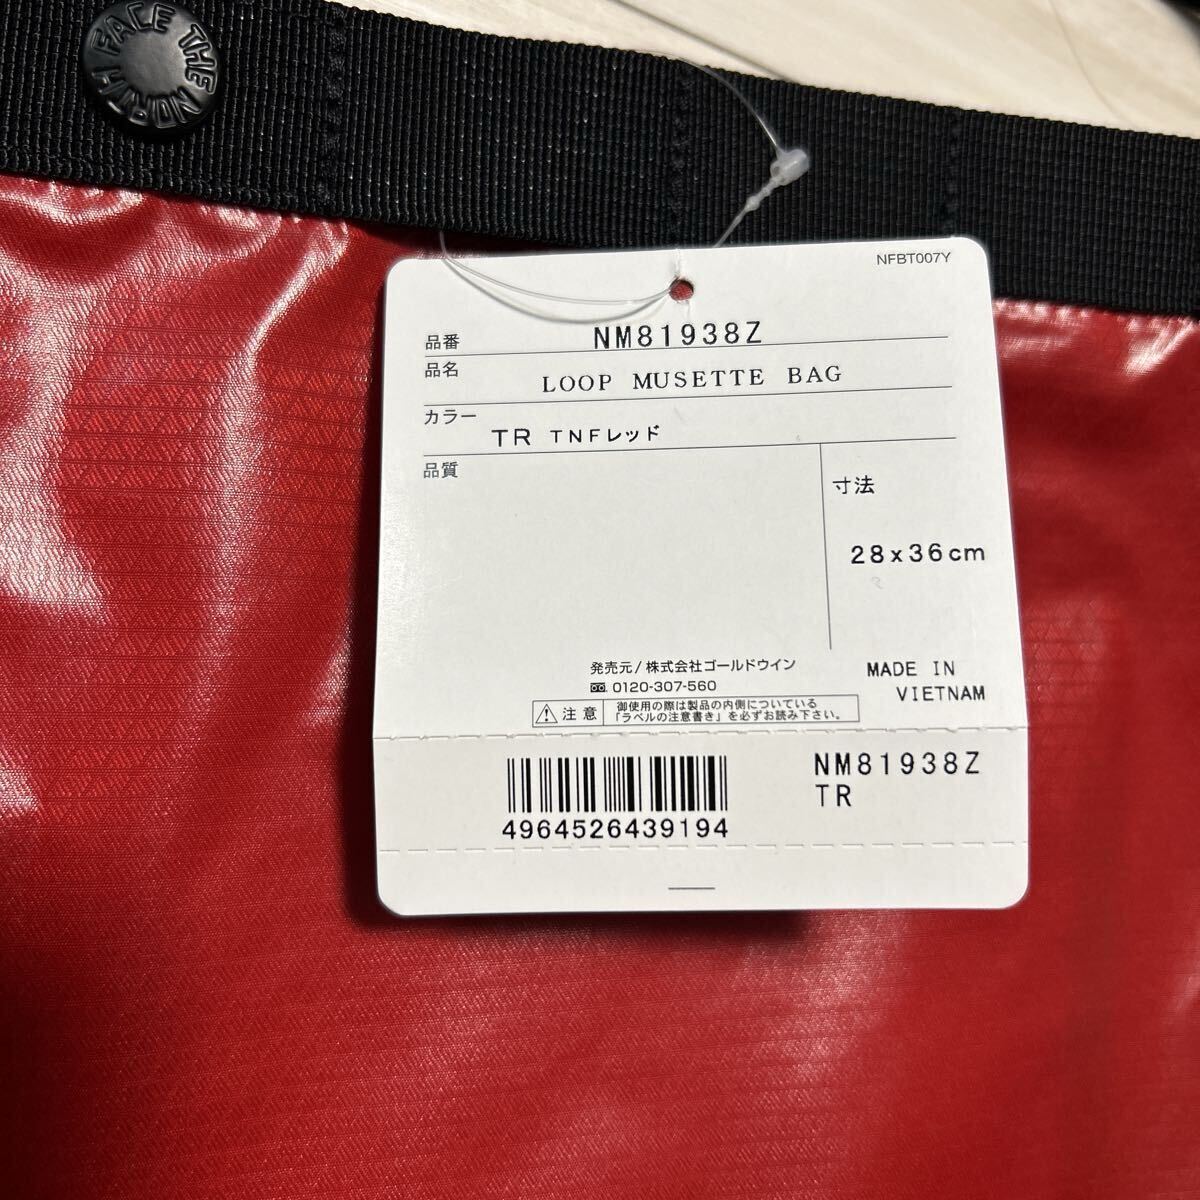 THE NORTH FACE
NFBT007Y
品番 NM81938Z
品名 LOOP MUSETTE BAG
カラー TR TNFレッド
品質
寸法
28x36cm
発売元/株式会社ゴールドウイン
0120-307-560
MADE IN
VIETNAM
注意
御使用の際は製品の内側についている
「ラベルの注意書き」を必ずお読み下さい。
NM81938Z
TR
4964526439194